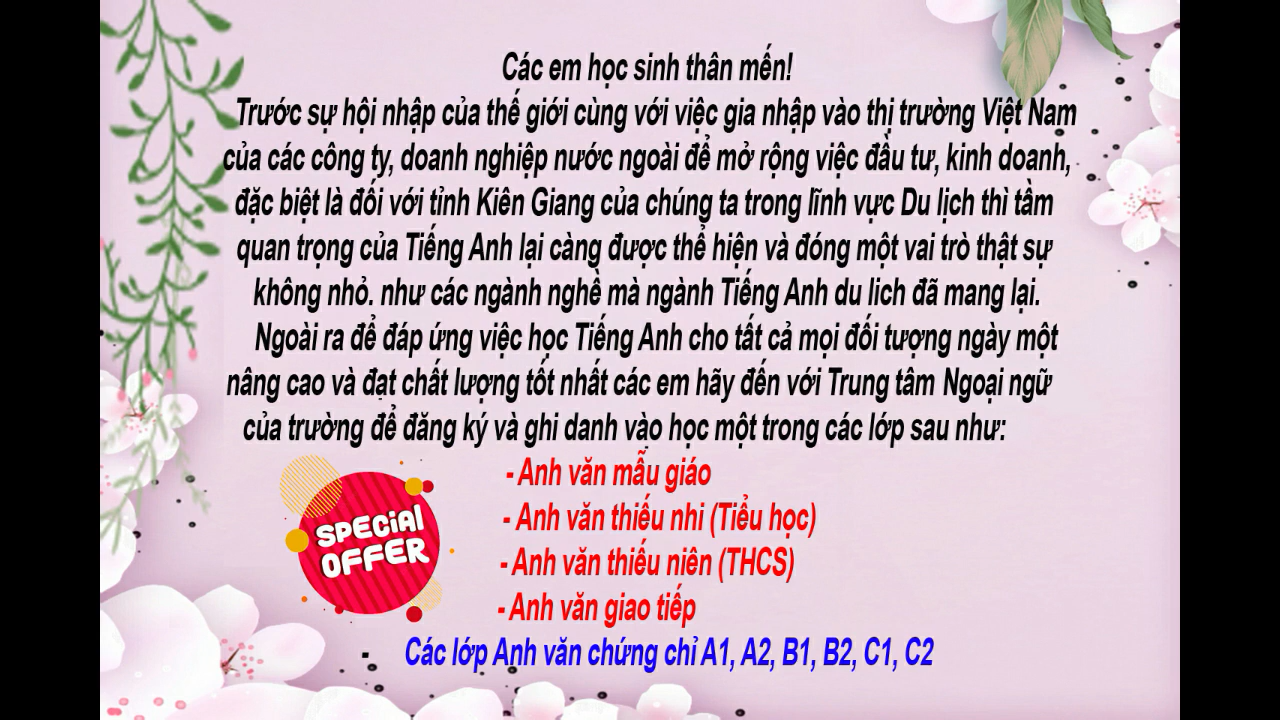 Các em học sinh thân mến!
Trước sự hội nhập của thế giới cùng với việc gia nhập vào thị trường Việt Nam
của các công ty, doanh nghiệp nước ngoài để mở rộng việc đầu tư, kinh doanh,
đặc biệt là đối với tỉnh Kiên Giang của chúng ta trong lĩnh vực Du lịch thì tầm
quan trọng của Tiếng Anh lại càng được thể hiện và đóng một vai trò thật sự
không nhỏ. như các ngành nghề mà ngành Tiếng Anh du lich đã mang lại.
Ngoài ra để đáp ứng việc học Tiếng Anh cho tất cả mọi đối tượng ngày một
nâng cao và đạt chất lượng tốt nhất các em hãy đến với Trung tâm Ngoại ngữ
của trường để đăng ký và ghi danh vào học một trong các lớp sau như:
- Anh văn mẫu giáo
- Anh văn thiếu nhi (Tiểu học)
- Anh văn thiếu niên (THCS)
- Anh văn giao tiếp
- Các lớp Anh văn chứng chỉ A1, A2, B1, B2, C1, C2
SPECIAL
OFFER